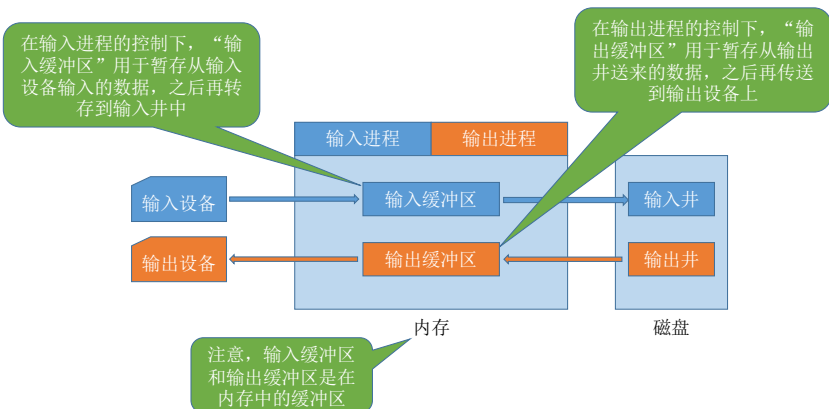 在输入进程的控制下，“输
入缓冲区”用于暂存从输入
设备输入的数据，之后再转
存到输入井中
在输出进程的控制下，“输
出缓冲区”用于暂存从输出
井送来的数据，之后再传送
到输出设备上
输入进程
输出进程
输入设备
输入缓冲区
输入井
输出设备
输出缓冲区
输出井
内存
磁盘
注意，输入缓冲区
和输出缓冲区是在
内存中的缓冲区